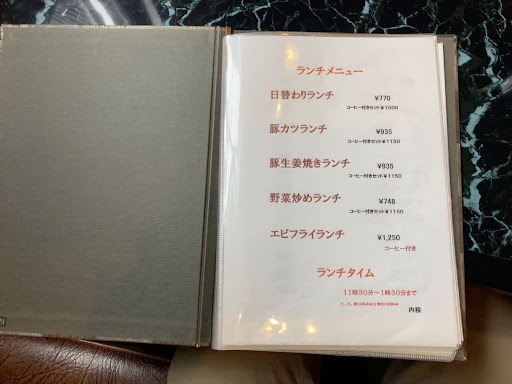 ランチメニュー
日替わりランチ ¥770
コーヒー付きセット¥1000
豚カツランチ ¥935
コーヒー付きセット¥1150
豚生姜焼きランチ ¥935
コーヒー付きセット¥1150
野菜炒めランチ ¥748
コーヒー付きセット¥1150
エビフライランチ ¥1,250
コーヒー付き
ランチタイム
11時30分～1時30分まで
内税